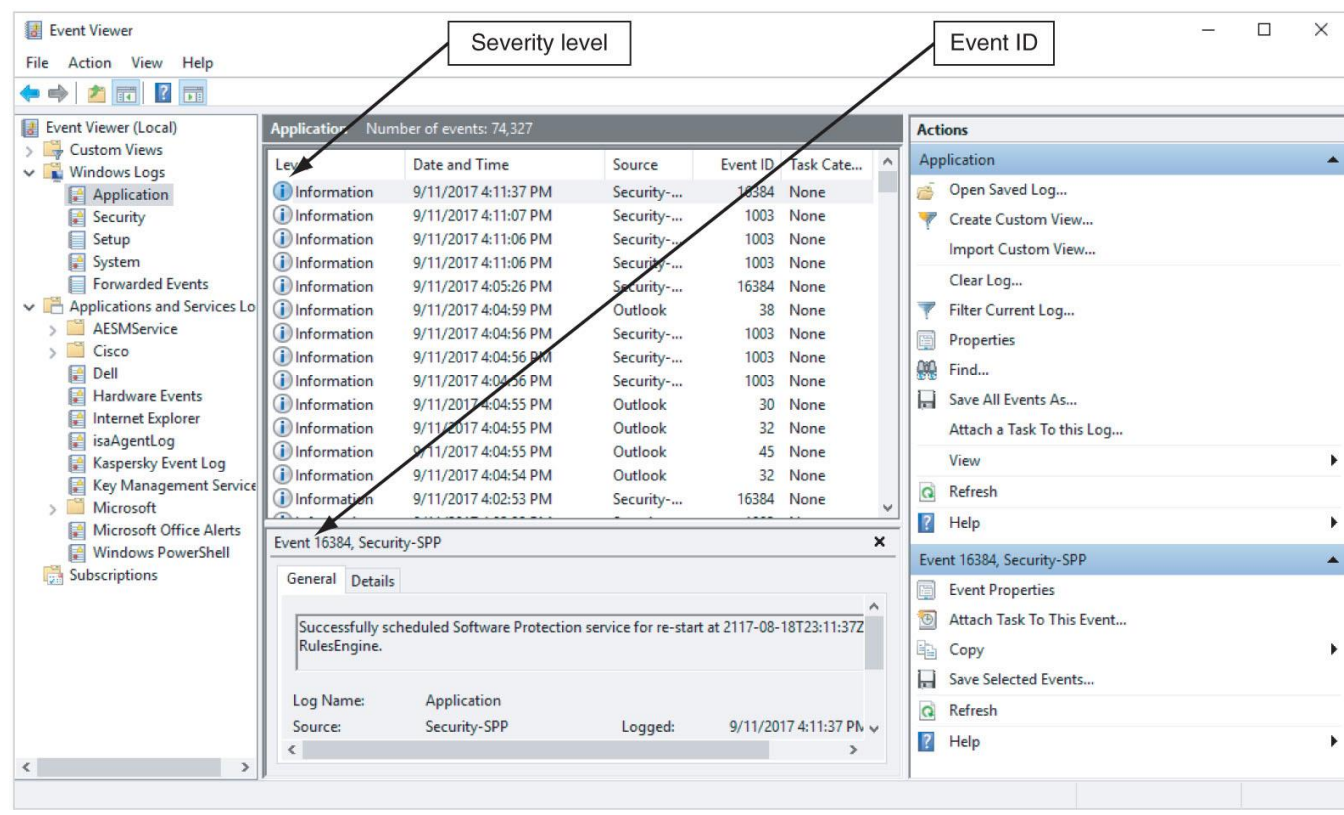 Event Viewer
Severity level
Event ID
File Action View Help
Event Viewer (Local)
Custom Views
Windows Logs
Application
Security
Setup
System
Forwarded Events
Applications and Services Lo
AESMService
Cisco
Dell
Hardware Events
Internet Explorer
isaAgentLog
Kaspersky Event Log
Key Management Service
Microsoft
Microsoft Office Alerts
Windows PowerShell
Subscriptions
Application Number of events: 74,327
Level Date and Time Source Event ID Task Cate...
Information 9/11/2017 4:11:37 PM Security-... 16384 None
Information 9/11/2017 4:11:07 PM Security-... 1003 None
Information 9/11/2017 4:11:06 PM Security-... 1003 None
Information 9/11/2017 4:11:06 PM Security-... 1003 None
Information 9/11/2017 4:05:26 PM Security-... 16384 None
Information 9/11/2017 4:04:59 PM Outlook 38 None
Information 9/11/2017 4:04:56 PM Security-... 1003 None
Information 9/11/2017 4:04:56 PM Security-... 1003 None
Information 9/11/2017 4:04:56 PM Security-... 1003 None
Information 9/11/2017 4:04:55 PM Outlook 30 None
Information 9/11/2017 4:04:55 PM Outlook 32 None
Information 9/11/2017 4:04:55 PM Outlook 45 None
Information 9/11/2017 4:04:54 PM Outlook 32 None
Information 9/11/2017 4:02:53 PM Security-... 16384 None
Event 16384, Security-SPP
General Details
Successfully scheduled Software Protection service for re-start at 2117-08-18T23:11:37Z
RulesEngine.
Log Name: Application
Source: Security-SPP Logged: 9/11/2017 4:11:37 PM
Actions
Application
Open Saved Log...
Create Custom View...
Import Custom View...
Clear Log...
Filter Current Log...
Properties
Find...
Save All Events As...
Attach a Task To this Log...
View
Refresh
Help
Event 16384, Security-SPP
Event Properties
Attach Task To This Event...
Copy
Save Selected Events...
Refresh
Help